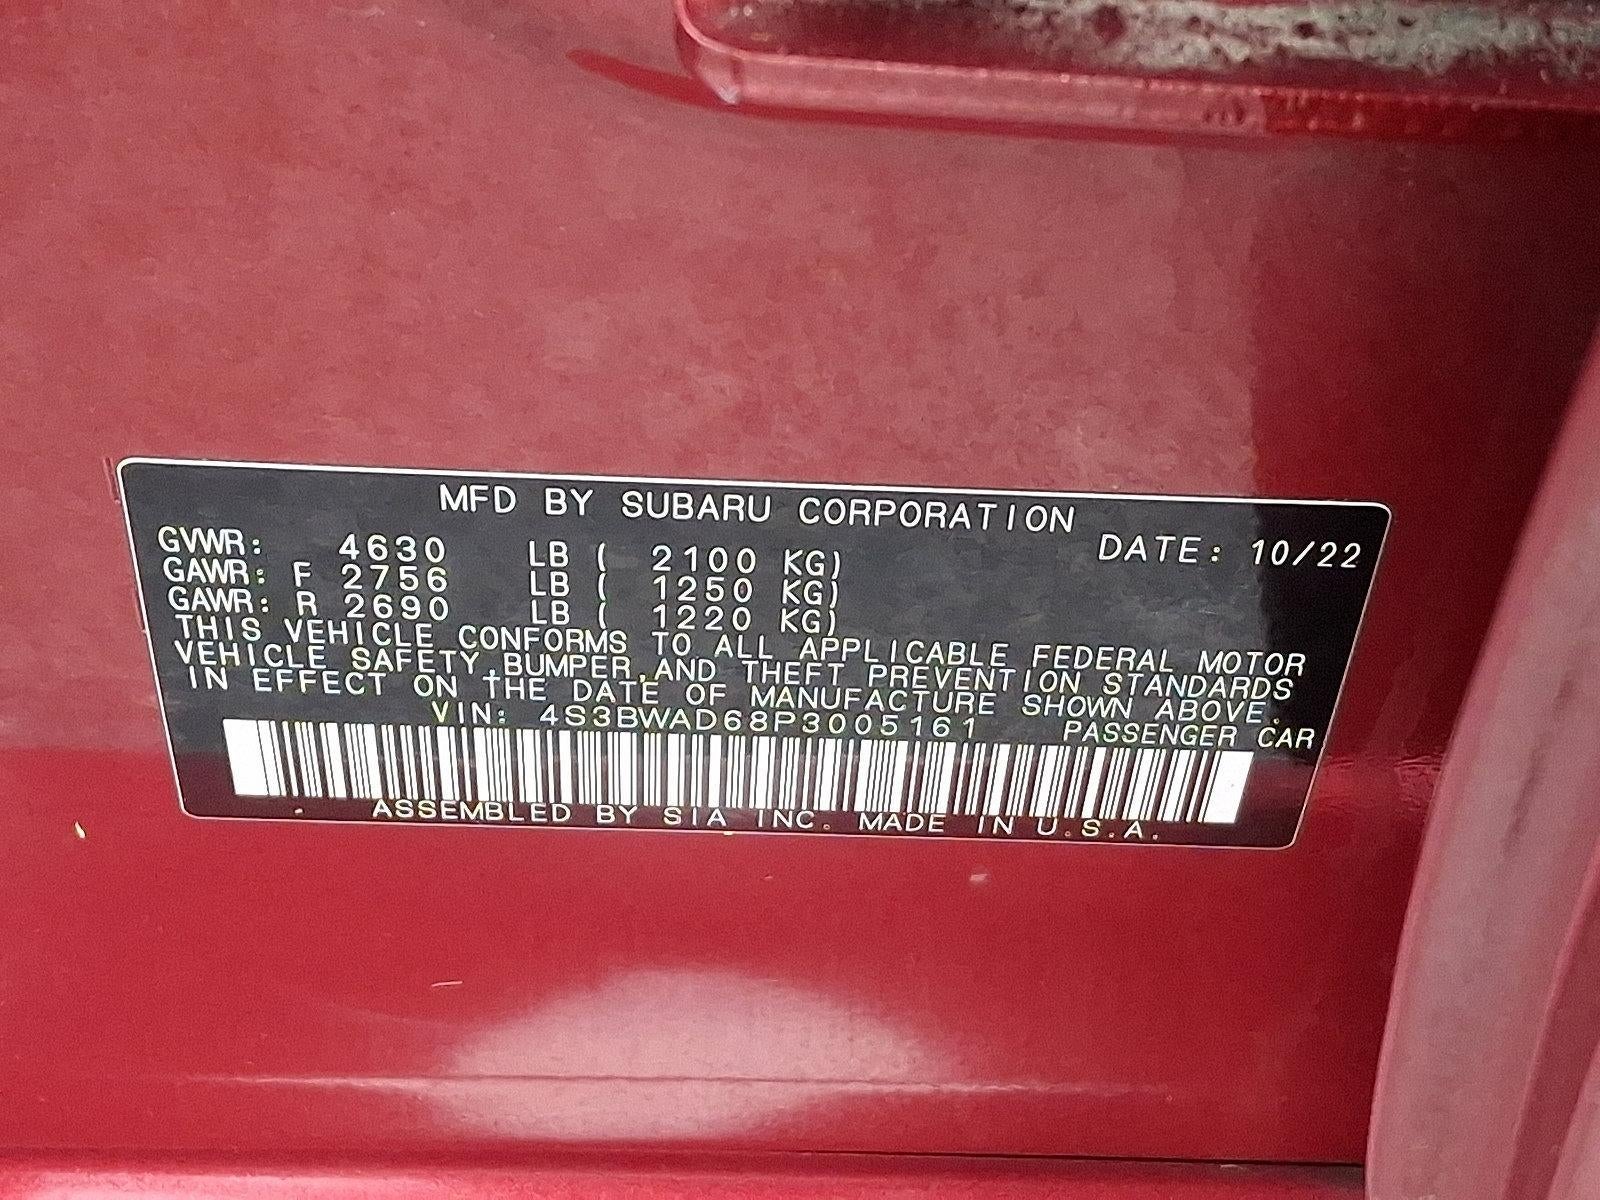 MFD BY SUBARU CORPORATION
DATE: 10/22
GVWR: 4630 LB ( 2100 KG)
GAWR: F 2756 LB ( 1250 KG)
GAWR: R 2690 LB ( 1220 KG)
THIS VEHICLE CONFORMS TO ALL APPLICABLE FEDERAL MOTOR
VEHICLE SAFETY,BUMPER,AND THEFT PREVENTION STANDARDS
IN EFFECT ON THE DATE OF MANUFACTURE SHOWN ABOVE.
VIN: 4S3BWAD68P3005161 PASSENGER CAR
ASSEMBLED BY SIA INC. MADE IN U.S.A.